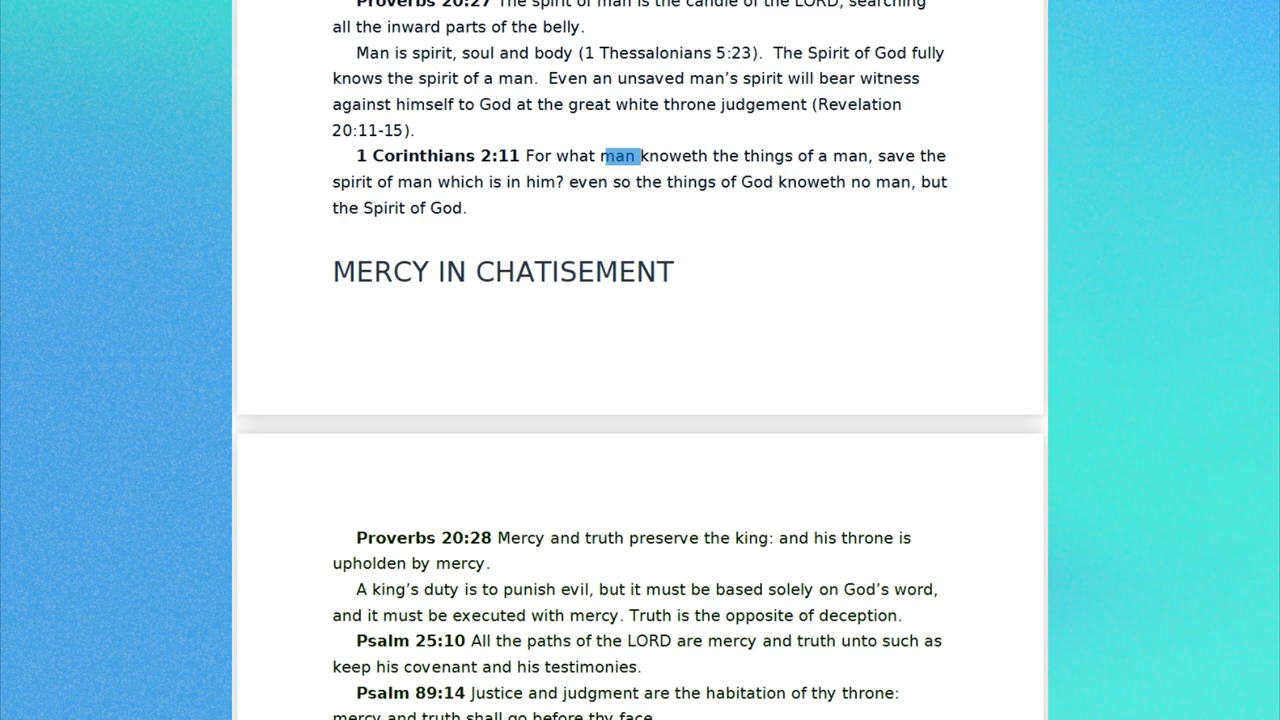 Proverbs 20:27 The spirit of man is the candle of the LORD, searching
all the inward parts of the belly.
Man is spirit, soul and body (1 Thessalonians 5:23).  The Spirit of God fully
knows the spirit of a man.  Even an unsaved man’s spirit will bear witness
against himself to God at the great white throne judgement (Revelation
20:11-15).
1 Corinthians 2:11 For what man knoweth the things of a man, save the
spirit of man which is in him? even so the things of God knoweth no man, but
the Spirit of God.
MERCY IN CHATISEMENT
Proverbs 20:28 Mercy and truth preserve the king: and his throne is
upholden by mercy.
A king’s duty is to punish evil, but it must be based solely on God’s word,
and it must be executed with mercy. Truth is the opposite of deception.
Psalm 25:10 All the paths of the LORD are mercy and truth unto such as
keep his covenant and his testimonies.
Psalm 89:14 Justice and judgment are the habitation of thy throne:
mercy and truth shall go before thy face.